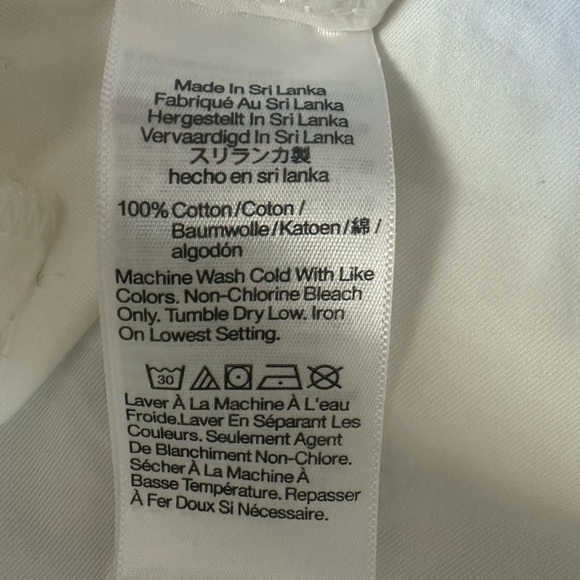 Made In Sri Lanka
Fabriqué Au Sri Lanka
Hergestellt In Sri Lanka
Vervaardigd In Sri Lanka
スリランカ製
hecho en sri lanka
100% Cotton/Coton/
Baumwolle/Katoen/綿/
algodón
Machine Wash Cold With Like
Colors. Non-Chlorine Bleach
Only. Tumble Dry Low. Iron
On Lowest Setting.
30
Laver À La Machine À L'eau
Froide.Laver En Séparant Les
Couleurs. Seulement Agent
De Blanchiment Non-Chlore.
Sécher À La Machine À
Basse Température. Repasser
À Fer Doux Si Nécessaire.